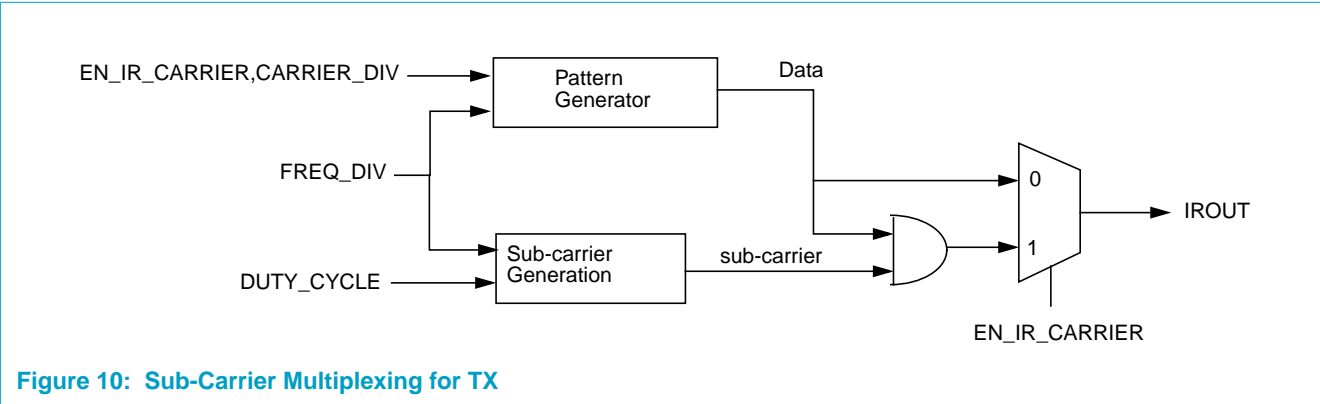 EN_IR_CARRIER,CARRIER_DIV
Pattern
Generator
Data
FREQ_DIV
0
IROUT
Sub-carrier
Generation
sub-carrier
1
DUTY_CYCLE
EN_IR_CARRIER
Figure 10: Sub-Carrier Multiplexing for TX